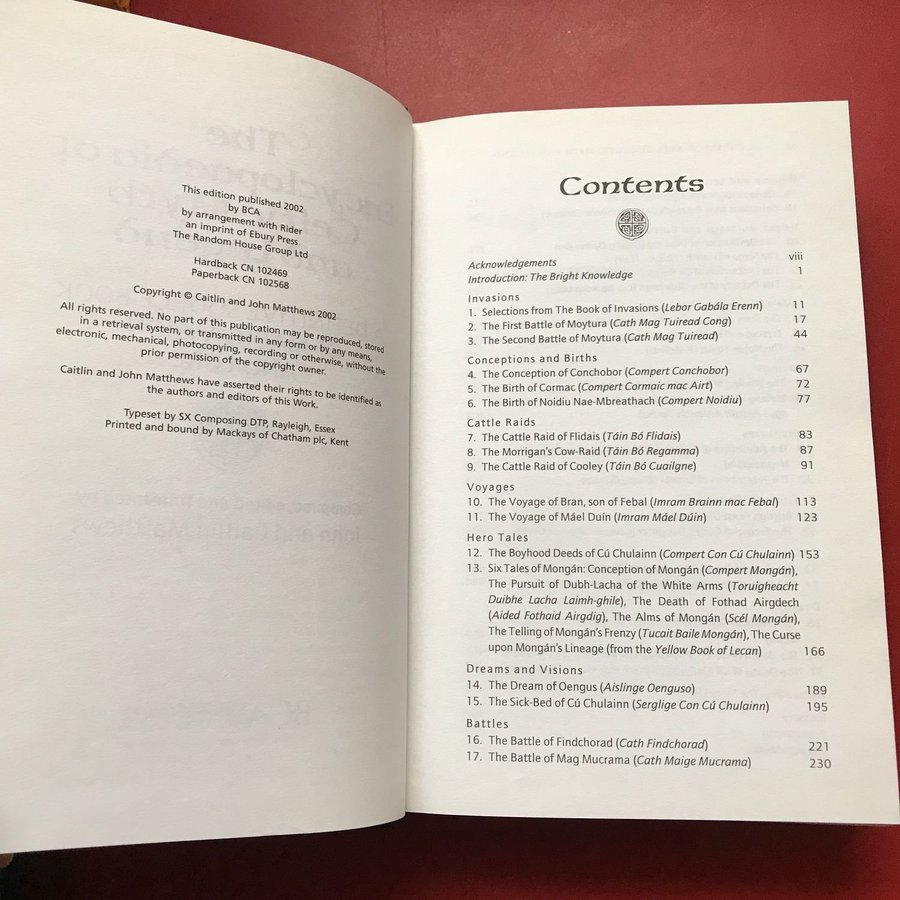 This edition published 2002
by BCA
by arrangement with Rider
an imprint of Ebury Press
The Random House Group Ltd
Hardback CN 102469
Paperback CN 102568
Copyright © Caitlin and John Matthews 2002
All rights reserved. No part of this publication may be reproduced, stored
in a retrieval system, or transmitted in any form or by any means,
electronic, mechanical, photocopying, recording or otherwise, without the
prior permission of the copyright owner.
Caitlin and John Matthews have asserted their rights to be identified as
the authors and editors of this Work.
Typeset by SX Composing DTP, Rayleigh, Essex
Printed and bound by Mackays of Chatham plc, Kent
Contents
Acknowledgements viii
Introduction: The Bright Knowledge 1
Invasions
1. Selections from The Book of Invasions (Lebor Gabála Erenn) 11
2. The First Battle of Moytura (Cath Mag Tuiread Cong) 17
3. The Second Battle of Moytura (Cath Mag Tuiread) 44
Conceptions and Births
4. The Conception of Conchobor (Compert Conchobor) 67
5. The Birth of Cormac (Compert Cormaic mac Airt) 72
6. The Birth of Noidiu Nae-Mbreathach (Compert Noidiu) 77
Cattle Raids
7. The Cattle Raid of Flidais (Táin Bó Flidais) 83
8. The Morrigan's Cow-Raid (Táin Bó Regamma) 87
9. The Cattle Raid of Cooley (Táin Bó Cuailgne) 91
Voyages
10. The Voyage of Bran, son of Febal (Imram Brainn mac Febal) 113
11. The Voyage of Máel Duín (Imram Máel Dúin) 123
Hero Tales
12. The Boyhood Deeds of Cú Chulainn (Compert Con Cú Chulainn) 153
13. Six Tales of Mongán: Conception of Mongán (Compert Mongán),
The Pursuit of Dubh-Lacha of the White Arms (Toruigheacht
Duibhe Lacha Laimh-ghile), The Death of Fothad Airgdech
(Aided Fothaid Airgdig), The Alms of Mongán (Scél Mongán),
The Telling of Mongán's Frenzy (Tucait Baile Mongán), The Curse
upon Mongán's Lineage (from the Yellow Book of Lecan) 166
Dreams and Visions
14. The Dream of Oengus (Aislinge Oenguso) 189
15. The Sick-Bed of Cú Chulainn (Serglige Con Cú Chulainn) 195
Battles
16. The Battle of Findchorad (Cath Findchorad) 221
17. The Battle of Mag Mucrama (Cath Maige Mucrama) 230